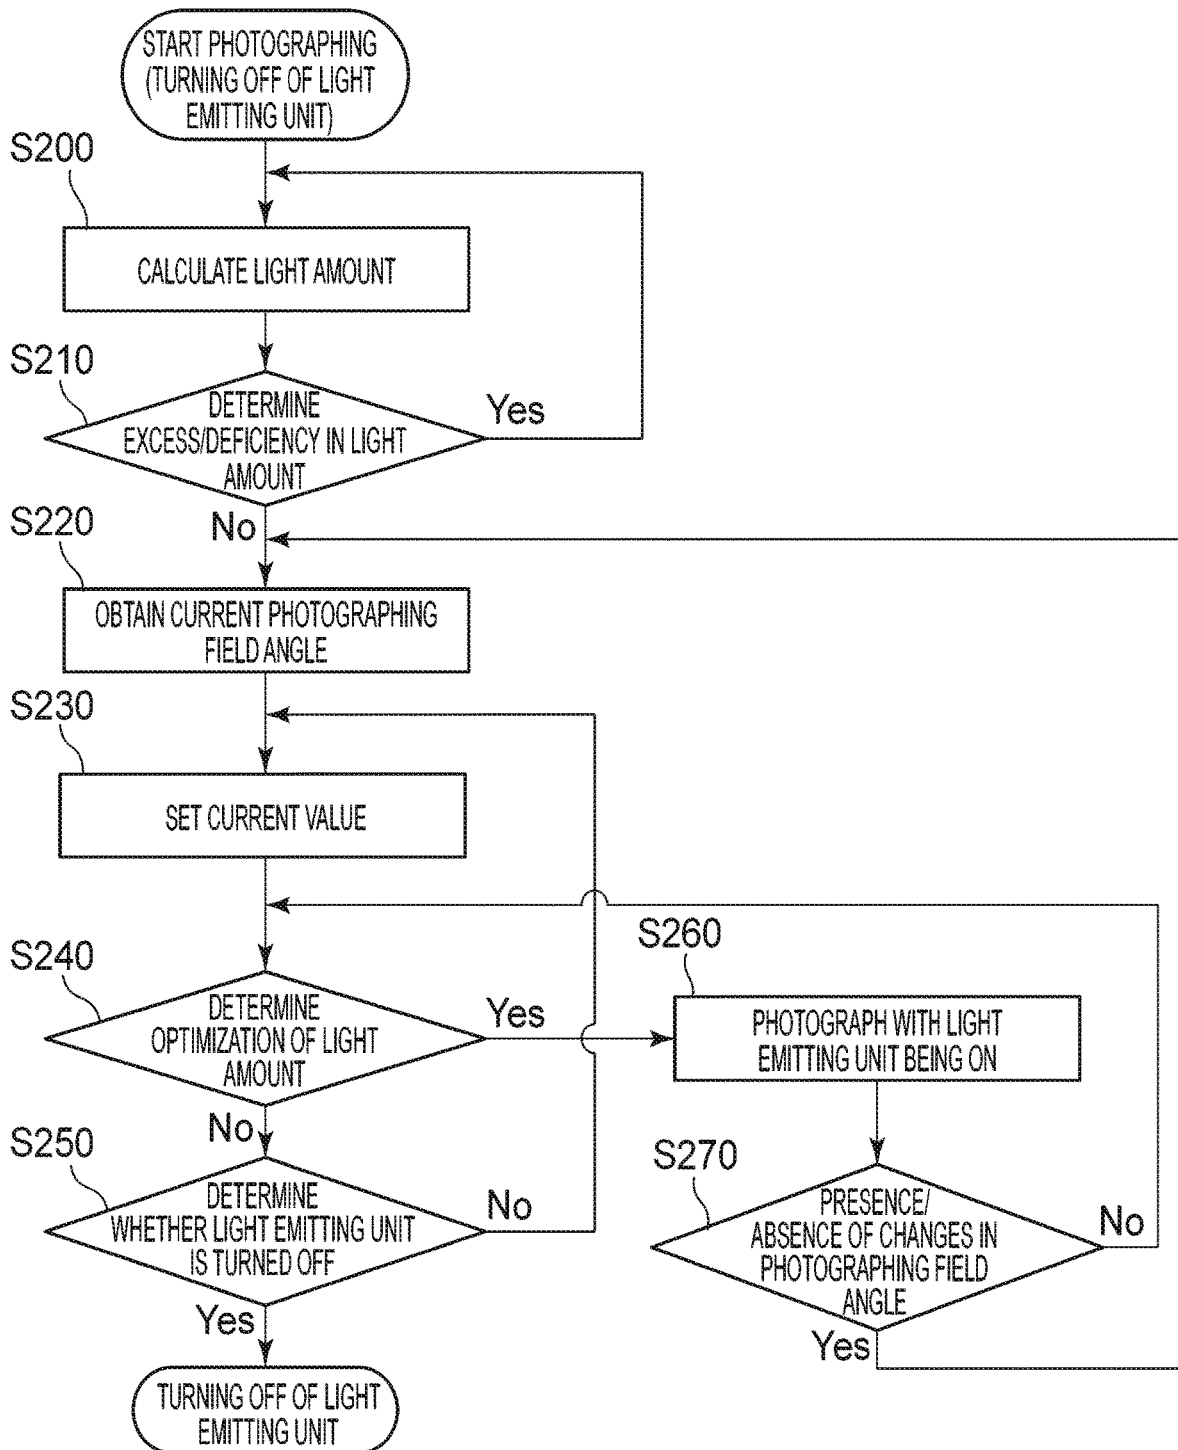 START PHOTOGRAPHING
(TURNING OFF OF LIGHT
EMITTING UNIT)
S200
CALCULATE LIGHT AMOUNT
S210
DETERMINE
EXCESS/DEFICIENCY IN LIGHT
AMOUNT
Yes
No
S220
OBTAIN CURRENT PHOTOGRAPHING
FIELD ANGLE
S230
SET CURRENT VALUE
S240
DETERMINE
OPTIMIZATION OF LIGHT
AMOUNT
Yes
No
S260
PHOTOGRAPH WITH LIGHT
EMITTING UNIT BEING ON
S250
DETERMINE
WHETHER LIGHT EMITTING UNIT
IS TURNED OFF
No
Yes
S270
PRESENCE/
ABSENCE OF CHANGES IN
PHOTOGRAPHING FIELD
ANGLE
No
Yes
TURNING OFF OF LIGHT
EMITTING UNIT